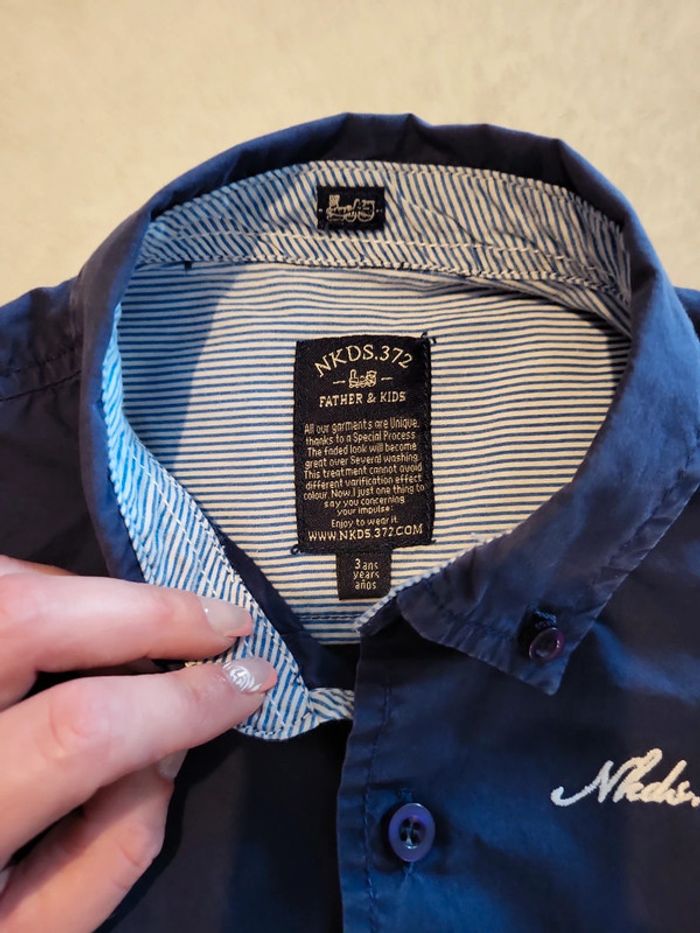 NKDS.372
FATHER & KIDS
All our garments are Unique,
thanks to a Special Process
The faded look will become
great over Several washing.
This treatment cannot avoid
different varification effect
colour. Now I just one thing to
say you concerning
your impulse.
Enjoy to wear it.
WWW.NKDS.372.COM
3 ans
years
años
Nkds.